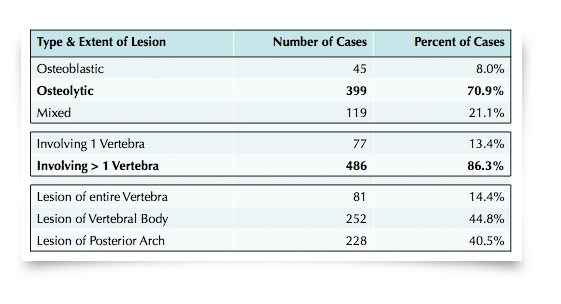 Type & Extent of Lesion Number of Cases Percent of Cases
Osteoblastic 45 8.0%
Osteolytic 399 70.9%
Mixed 119 21.1%
Involving 1 Vertebra 77 13.4%
Involving > 1 Vertebra 486 86.3%
Lesion of entire Vertebra 81 14.4%
Lesion of Vertebral Body 252 44.8%
Lesion of Posterior Arch 228 40.5%